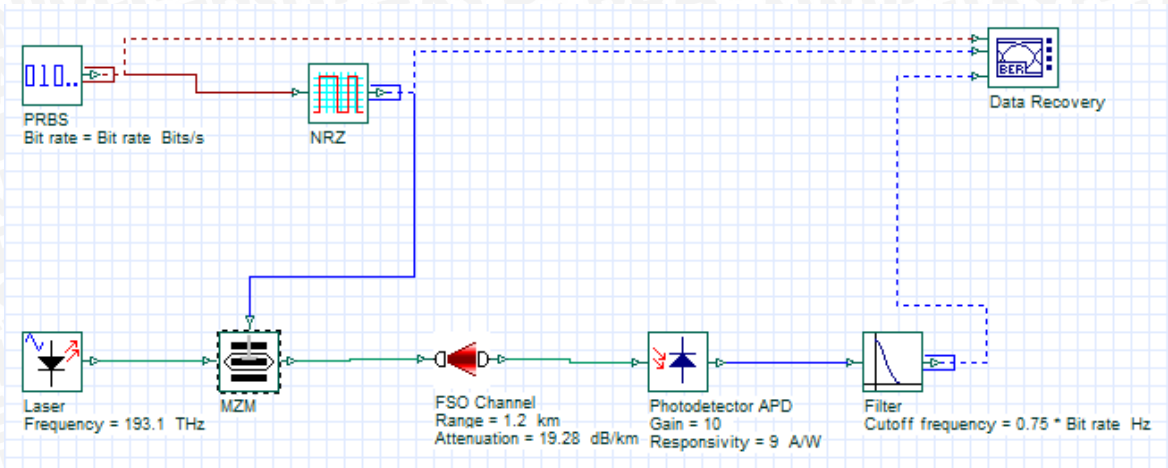 010..
BER
Data Recovery
PRBS
Bit rate = Bit rate Bits/s
NRZ
Laser
Frequency = 193.1 THz
MZM
FSO Channel
Range = 1.2 km
Attenuation = 19.28 dB/km
Photodetector APD
Gain = 10
Responsivity = 9 A/W
Filter
Cutoff frequency = 0.75 * Bit rate Hz